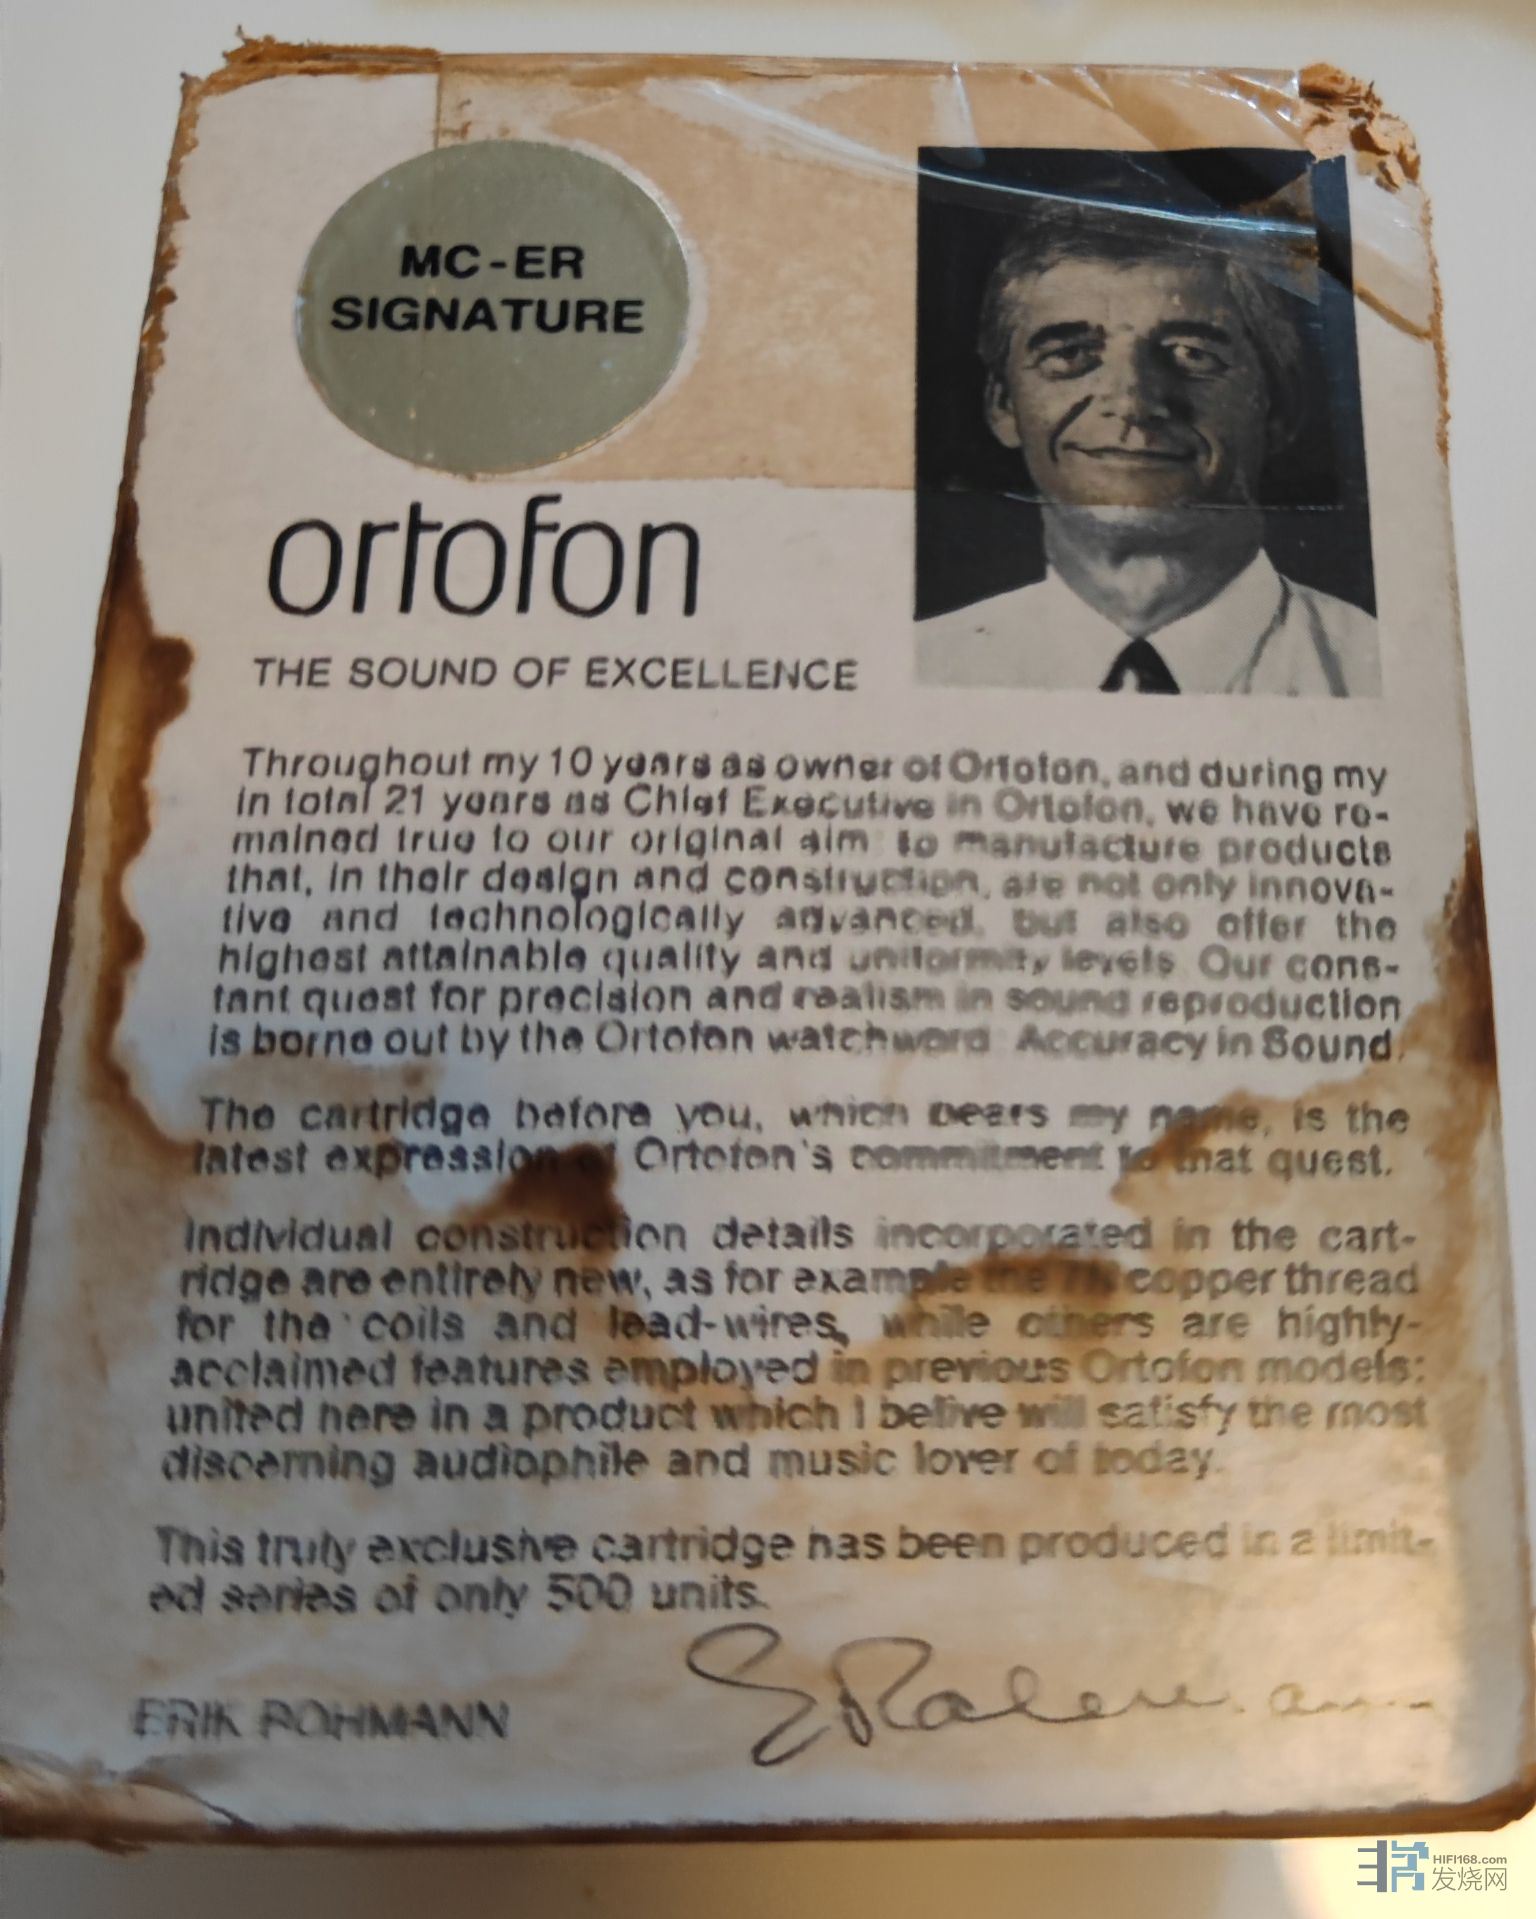 MC-ER
SIGNATURE
ortofon
THE SOUND OF EXCELLENCE
Throughout my 10 years as owner of Ortofon, and during my
in total 21 years as Chief Executive in Ortofon, we have re-
mained true to our original aim: to manufacture products
that, in their design and construction, are not only innova-
tive and technologically advanced, but also offer the
highest attainable quality and uniformity levels. Our cons-
tant quest for precision and realism in sound reproduction
is borne out by the Ortofon watchword: Accuracy in Sound.
The cartridge before you, which bears my name, is the
latest expression of Ortofon's commitment to that quest.
Individual construction details incorporated in the cart-
ridge are entirely new, as for example the 7N copper thread
for the coils and lead-wires, while others are highly-
acclaimed features employed in previous Ortofon models:
united here in a product which I belive will satisfy the most
discerning audiophile and music lover of today.
This truly exclusive cartridge has been produced in a limit-
ed series of only 500 units.
E Rohmann
ERIK ROHMANN
HIFI168.com
发烧网